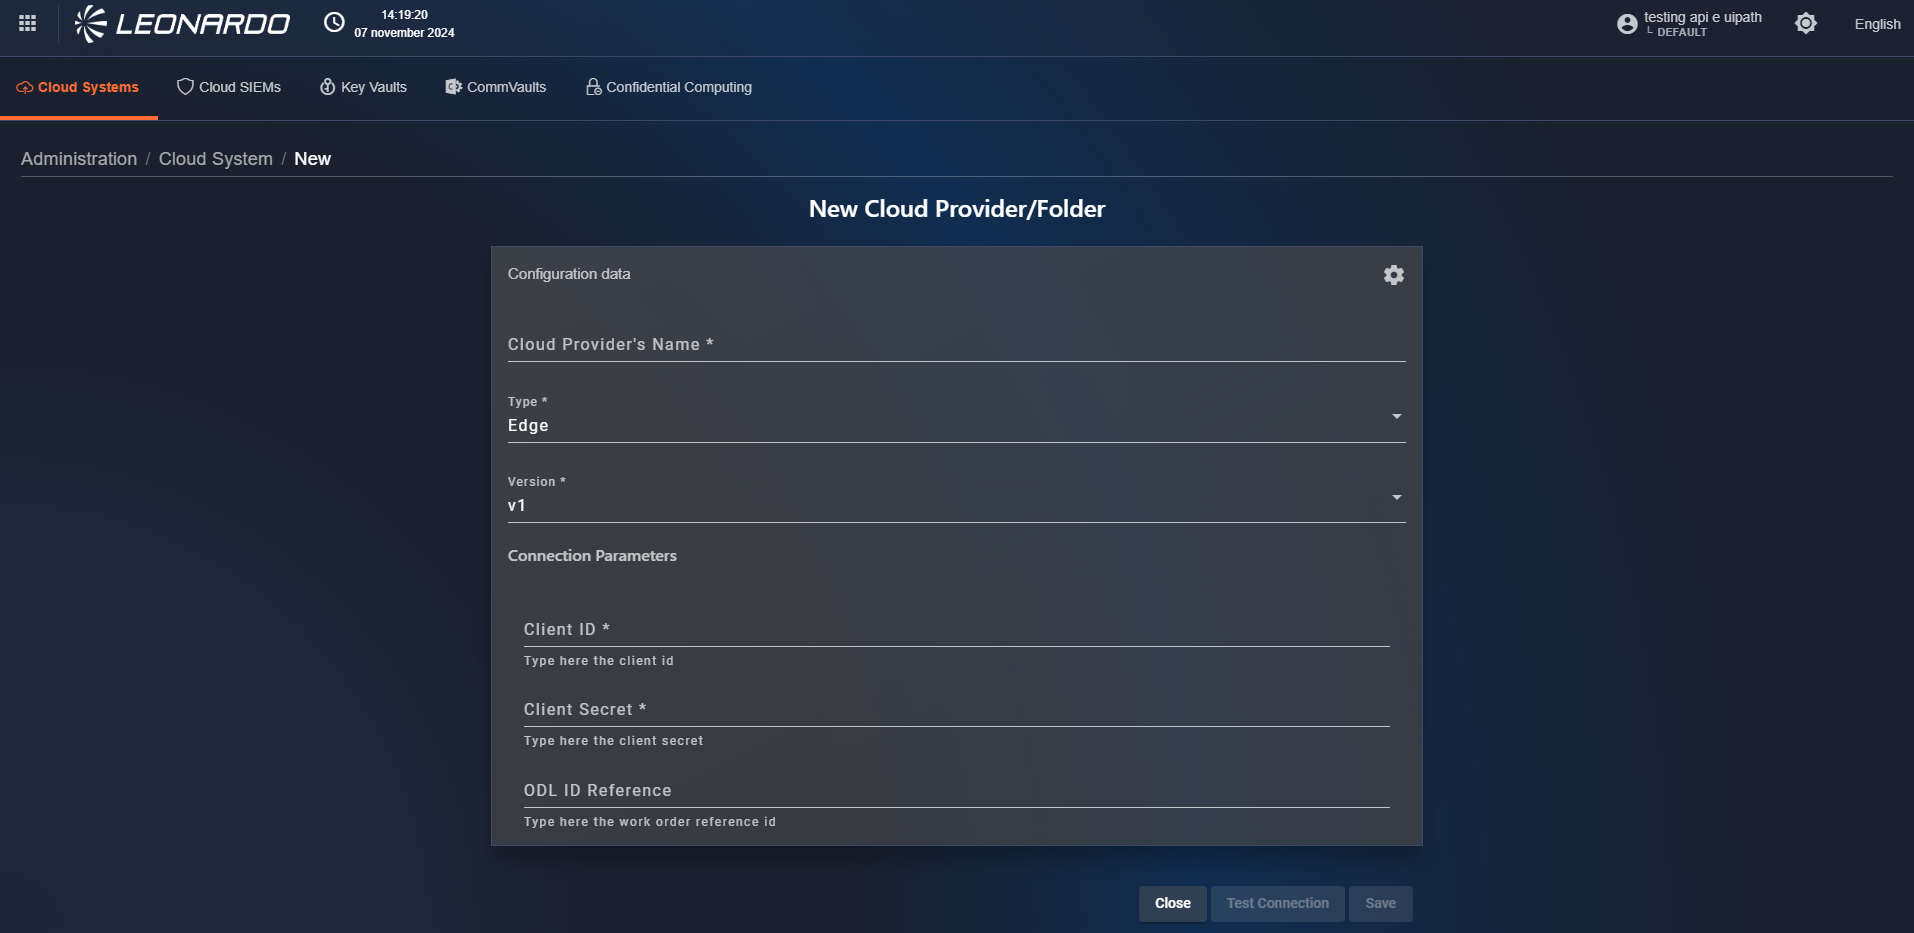 LEONARDO
14:19:20
07 november 2024
testing api e uipath
└ DEFAULT
English
Cloud Systems
Cloud SIEMs
Key Vaults
CommVaults
Confidential Computing
Administration / Cloud System / New
New Cloud Provider/Folder
Configuration data
Cloud Provider's Name *
Type *
Edge
Version *
v1
Connection Parameters
Client ID *
Type here the client id
Client Secret *
Type here the client secret
ODL ID Reference
Type here the work order reference id
Close
Test Connection
Save